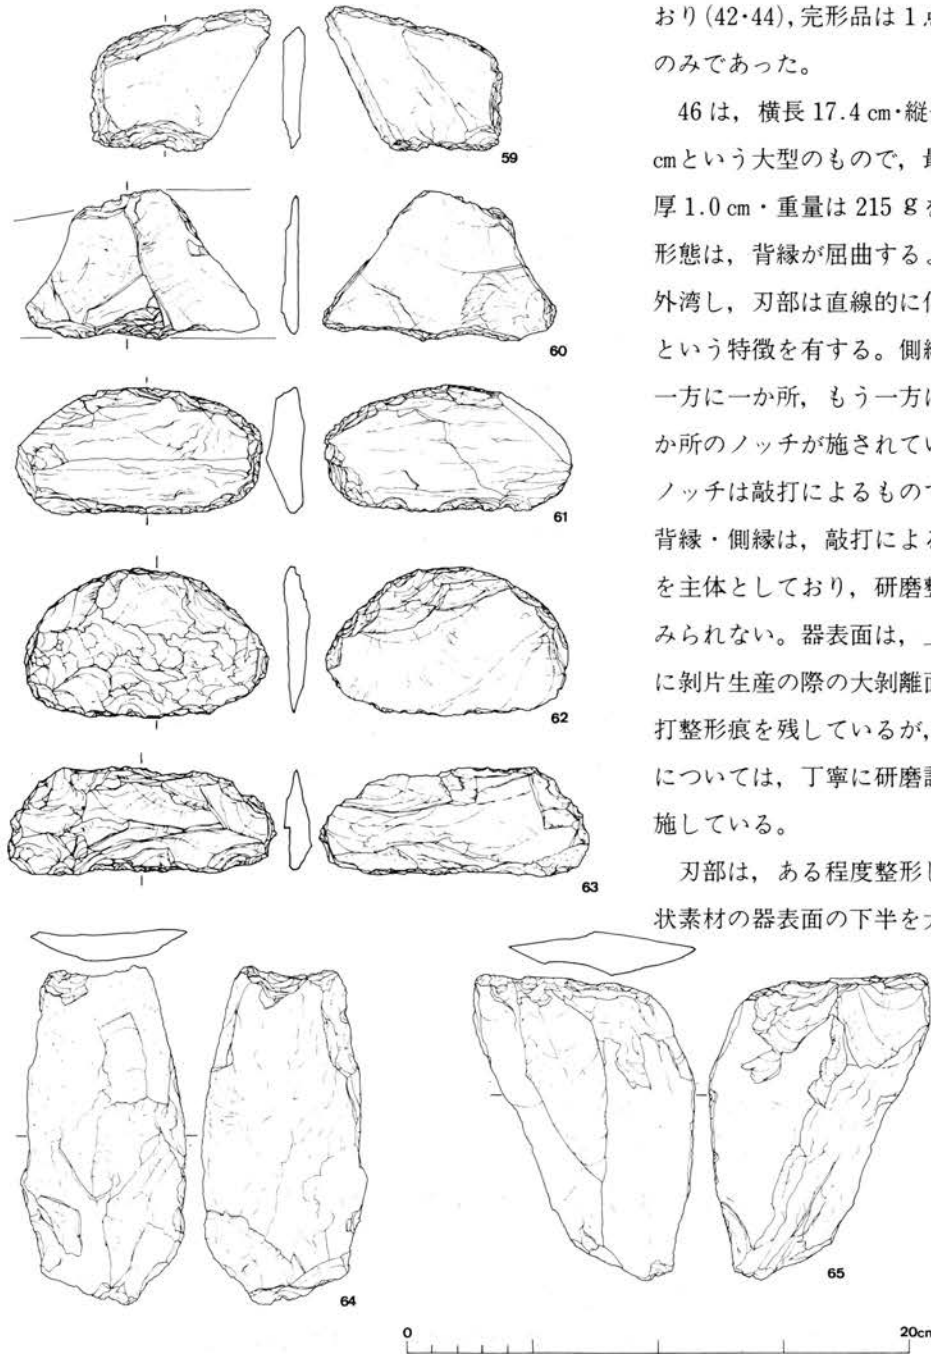 おり(42・44),完形品は1点
のみであった。
46は,横長17.4cm・縦
cmという大型のもので,最
厚1.0cm・重量は215gを
形態は,背縁が屈曲する
外湾し,刃部は直線的に
という特徴を有する。側縁
一方に一か所,もう一方に
か所のノッチが施されてい
ノッチは敲打によるもので
背縁・側縁は,敲打による
を主体としており,研磨整
みられない。器表面は,
に剝片生産の際の大剝離面
打整形痕を残しているが,
については,丁寧に研磨
施している。
刃部は,ある程度整形し
状素材の器表面の下半を
59
60
61
62
63
64
65
0 20cm